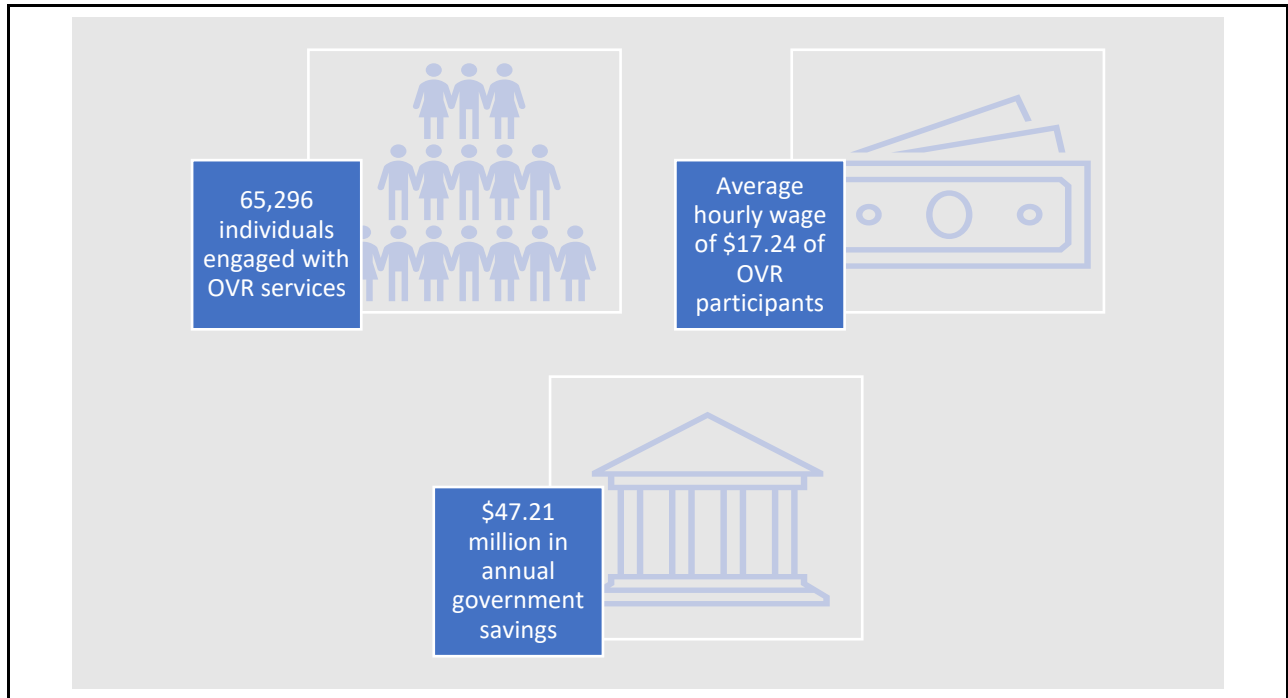 65,296
individuals
engaged with
OVR services
Average
hourly wage
of $17.24 of
OVR
participants
$47.21
million in
annual
government
savings